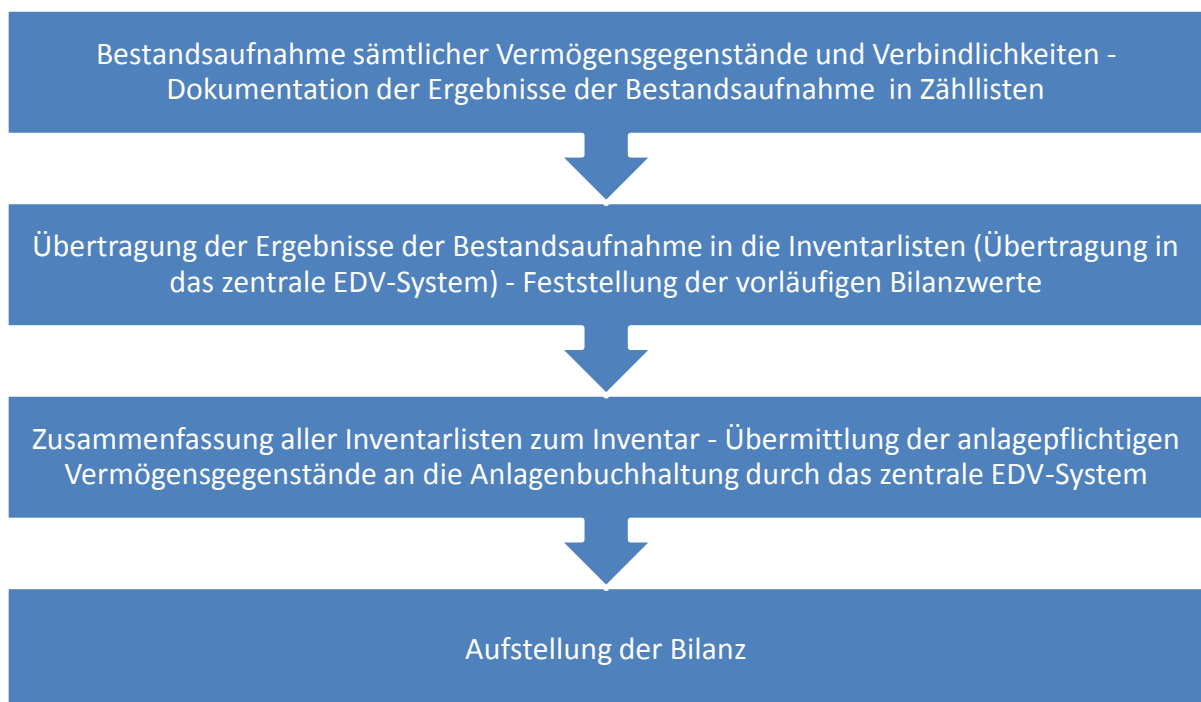 Bestandsaufnahme sämtlicher Vermögensgegenstände und Verbindlichkeiten -
Dokumentation der Ergebnisse der Bestandsaufnahme  in Zähllisten
Übertragung der Ergebnisse der Bestandsaufnahme in die Inventarlisten (Übertragung in
das zentrale EDV-System) - Feststellung der vorläufigen Bilanzwerte
Zusammenfassung aller Inventarlisten zum Inventar - Übermittlung der anlagepflichtigen
Vermögensgegenstände an die Anlagenbuchhaltung durch das zentrale EDV-System
Aufstellung der Bilanz